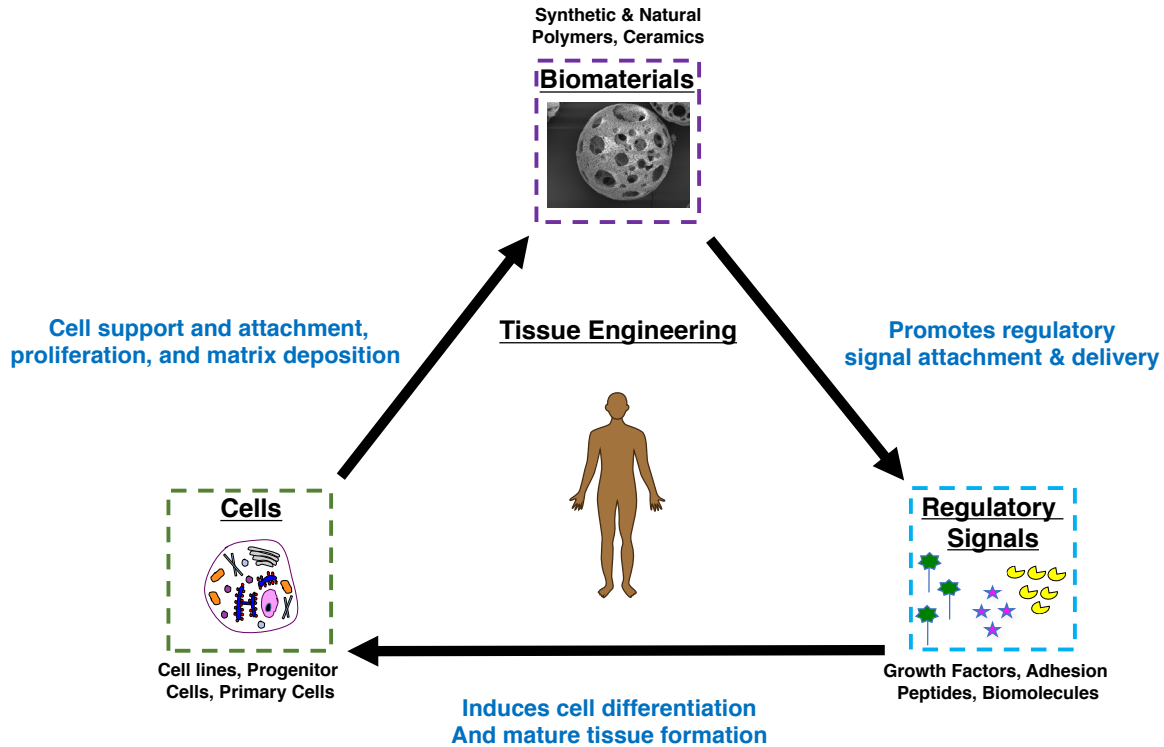 Synthetic & Natural
Polymers, Ceramics
Biomaterials
Cell support and attachment,
proliferation, and matrix deposition
Tissue Engineering
Promotes regulatory
signal attachment & delivery
Cells
Regulatory
Signals
Cell lines, Progenitor
Cells, Primary Cells
Growth Factors, Adhesion
Peptides, Biomolecules
Induces cell differentiation
And mature tissue formation